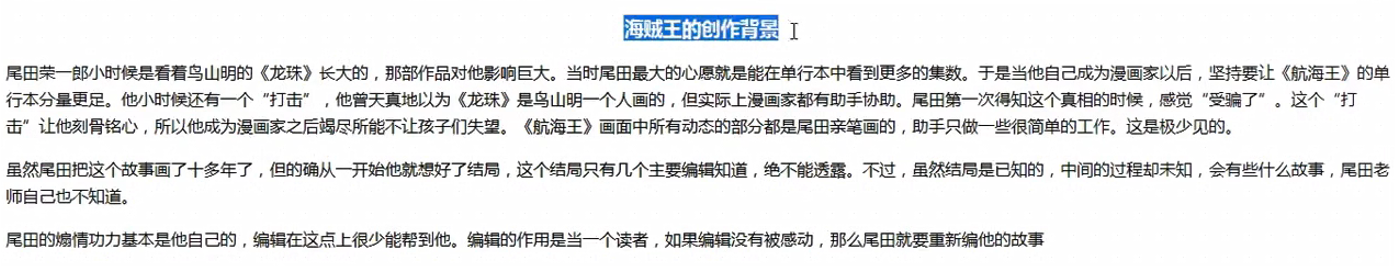 海贼王的创作背景
尾田荣一郎小时候是看着鸟山明的《龙珠》长大的，那部作品对他影响巨大。当时尾田最大的心愿就是能在单行本中看到更多的集数。于是当他自己成为漫画家以后，坚持要让《航海王》的单
行本分量更足。他小时候还有一个“打击”，他曾天真地以为《龙珠》是鸟山明一个人画的，但实际上漫画家都有助手协助。尾田第一次得知这个真相的时候，感觉“受骗了”。这个“打
击”让他刻骨铭心，所以他成为漫画家之后竭尽所能不让孩子们失望。《航海王》画面中所有动态的部分都是尾田亲笔画的，助手只做一些很简单的工作。这是极少见的。
虽然尾田把这个故事画了十多年了，但的确从一开始他就想好了结局，这个结局只有几个主要编辑知道，绝不能透露。不过，虽然结局是已知的，中间的过程却未知，会有些什么故事，尾田老
师自己也不知道。
尾田的煽情功力基本是他自己的，编辑在这点上很少能帮到他。编辑的作用是当一个读者，如果编辑没有被感动，那么尾田就要重新编他的故事